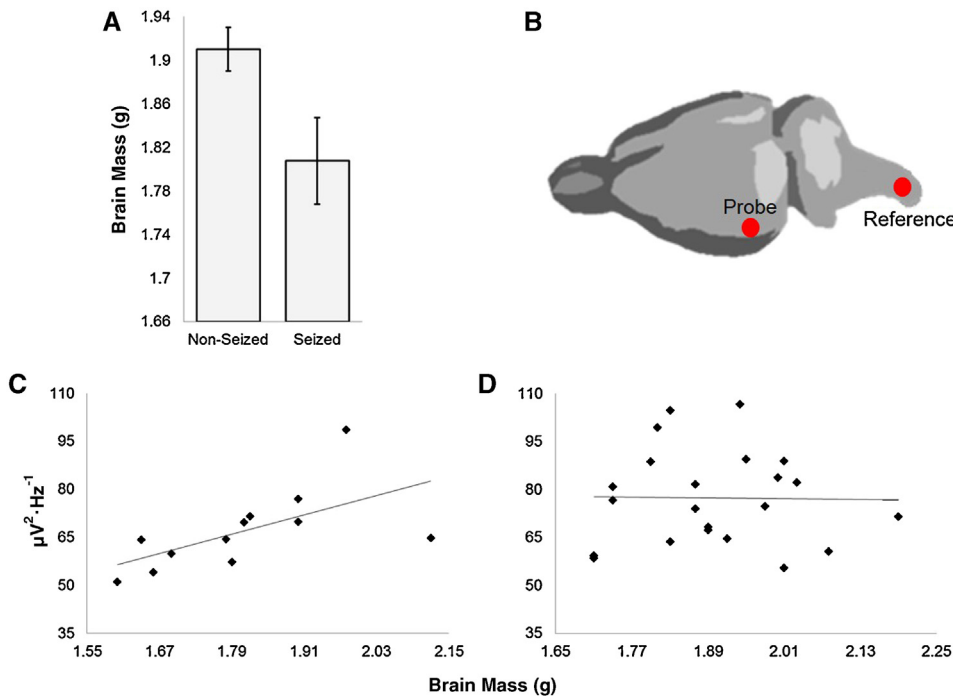 A
1.94
1.9
1.86
1.82
1.78
1.74
1.7
1.66
Brain Mass (g)
Non-Seized Seized
B
Probe
Reference
C
110
95
80
65
50
35
µV²·Hz⁻¹
1.55 1.67 1.79 1.91 2.03 2.15
D
110
95
80
65
50
35
1.65 1.77 1.89 2.01 2.13 2.25
Brain Mass (g)